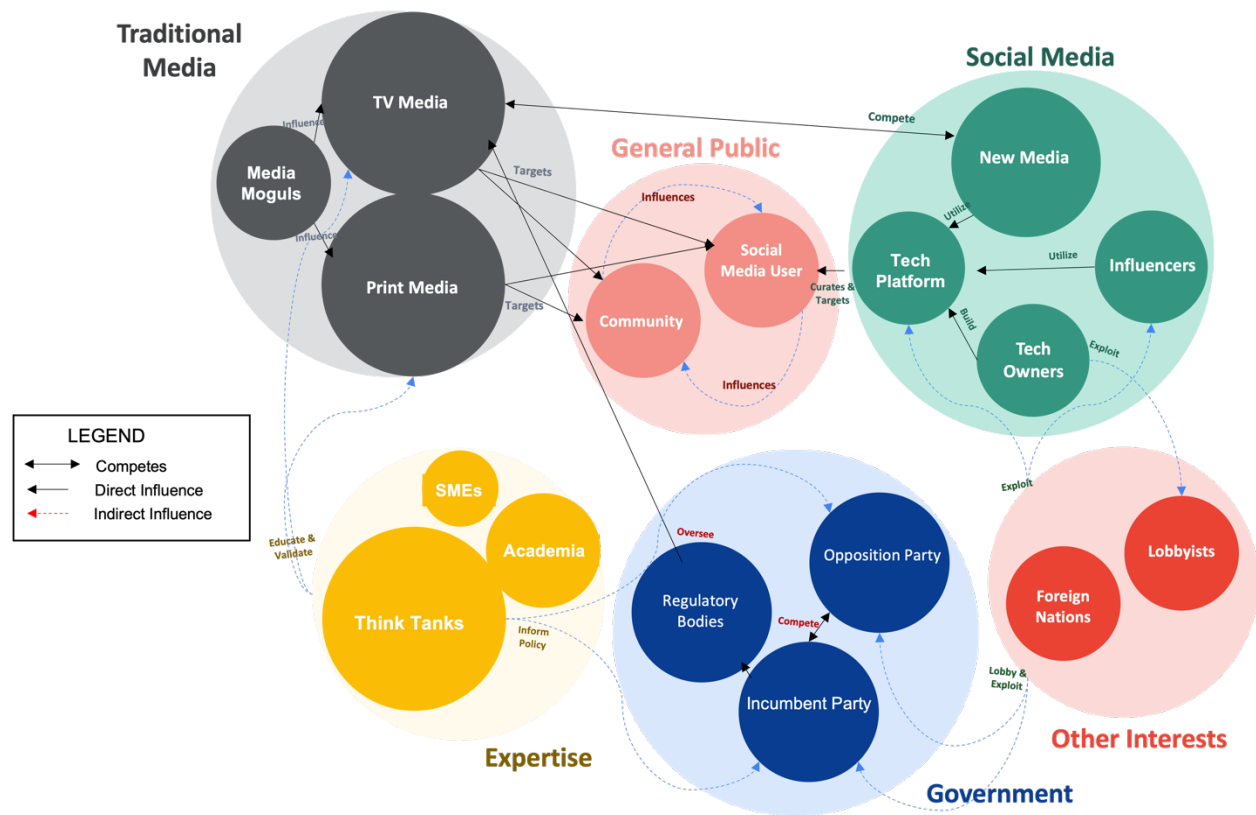 Traditional
Media
TV Media
Influence
Media
Moguls
Influence
Print Media
Targets
Targets
General Public
Influences
Social
Media User
Community
Influences
Social Media
Compete
New Media
Utilize
Tech
Platform
Utilize
Influencers
Curates &
Targets
Build
Tech
Owners
Exploit
LEGEND
Competes
Direct Influence
Indirect Influence
SMEs
Academia
Educate &
Validate
Think Tanks
Inform
Policy
Expertise
Oversee
Opposition Party
Regulatory
Bodies
Compete
Incumbent Party
Government
Exploit
Lobbyists
Foreign
Nations
Lobby &
Exploit
Other Interests